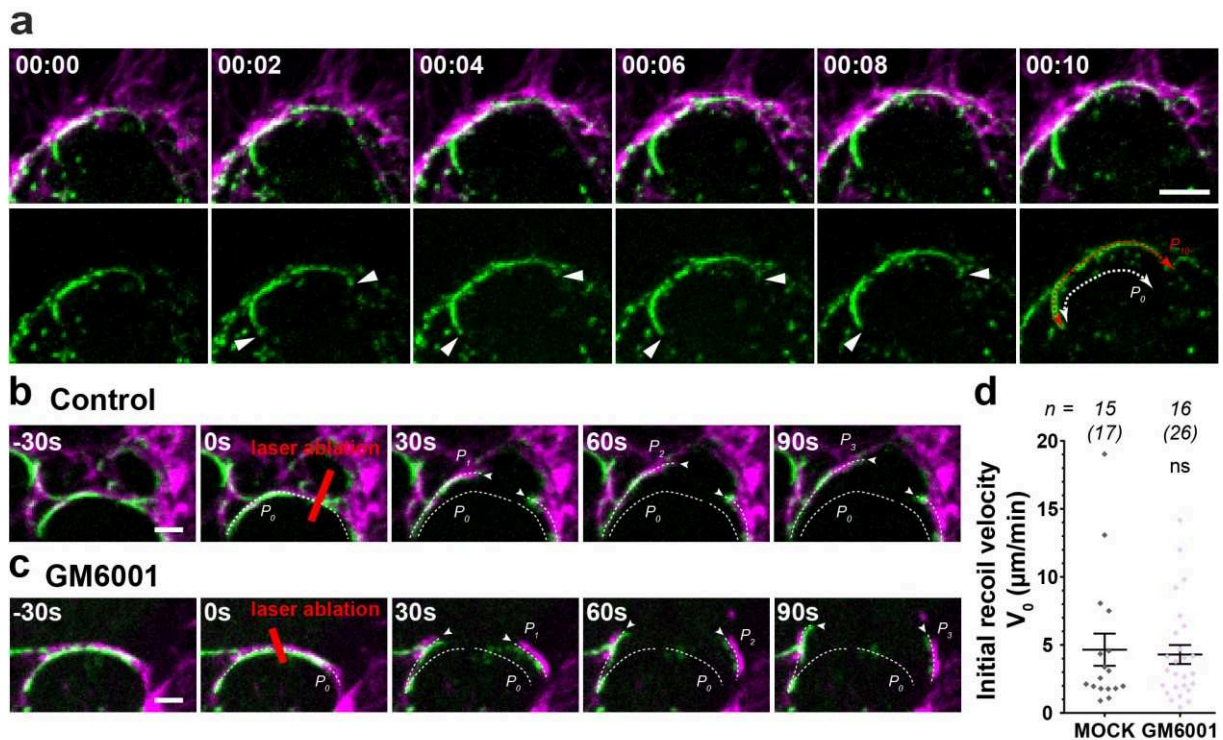 a
00:00 00:02 00:04 00:06 00:08 00:10
P10
P0
b Control
-30s 0s 30s 60s 90s
laser ablation
P1 P2 P3
P0 P0 P0 P0
c GM6001
-30s 0s 30s 60s 90s
laser ablation
P1 P2 P3
P0 P0 P0 P0
d
n = 15 16
(17) (26)
ns
Initial recoil velocity
V0 (µm/min)
20
15
10
5
0
MOCK GM6001